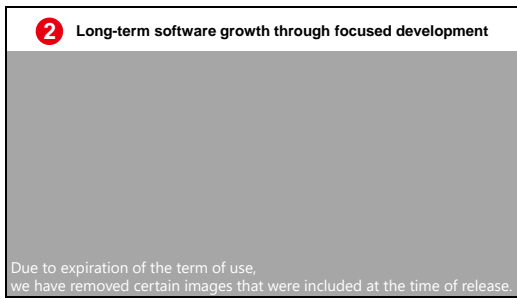 2 Long-term software growth through focused development
Due to expiration of the term of use,
we have removed certain images that were included at the time of release.